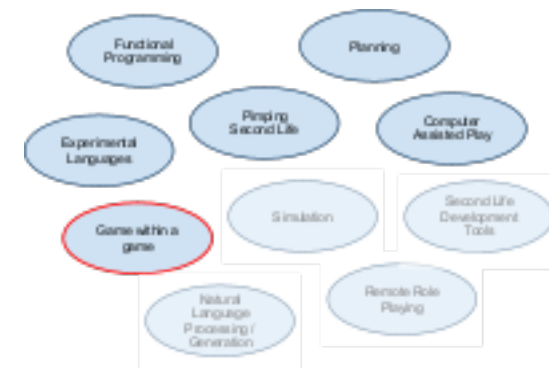 Functional
Programming
Planning
Pimping
Second Life
Computer
Assisted Play
Experimental
Languages
Game within a
game
Simulation
Second Life
Development
Tools
Natural
Language
Processing /
Generation
Remote Role
Playing